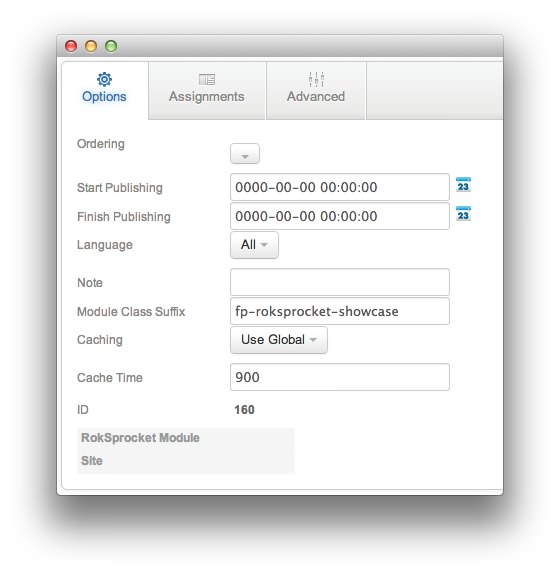 Options
Assignments
Advanced
Ordering
Start Publishing 0000-00-00 00:00:00 23
Finish Publishing 0000-00-00 00:00:00 23
Language All
Note
Module Class Suffix fp-roksprocket-showcase
Caching Use Global
Cache Time 900
ID 160
RokSprocket Module
Site